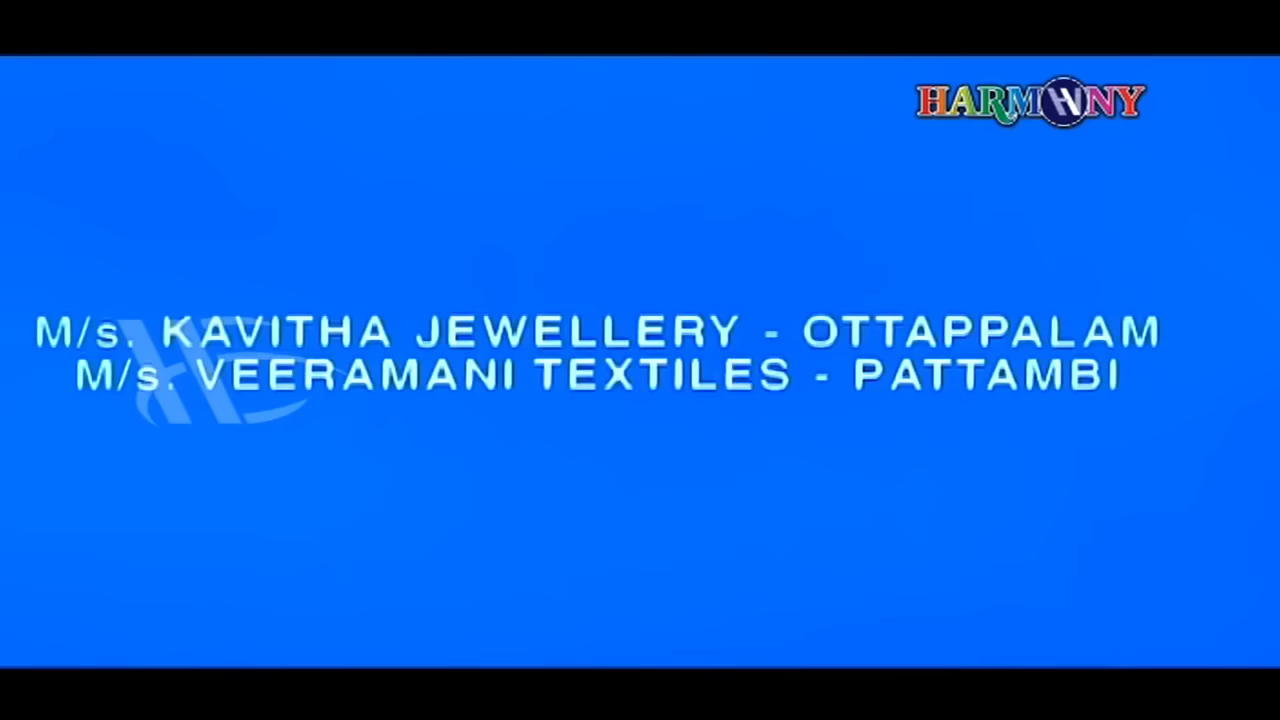 HARMONY
M/s. KAVITHA JEWELLERY - OTTAPPALAM
M/s. VEERAMANI TEXTILES - PATTAMBI